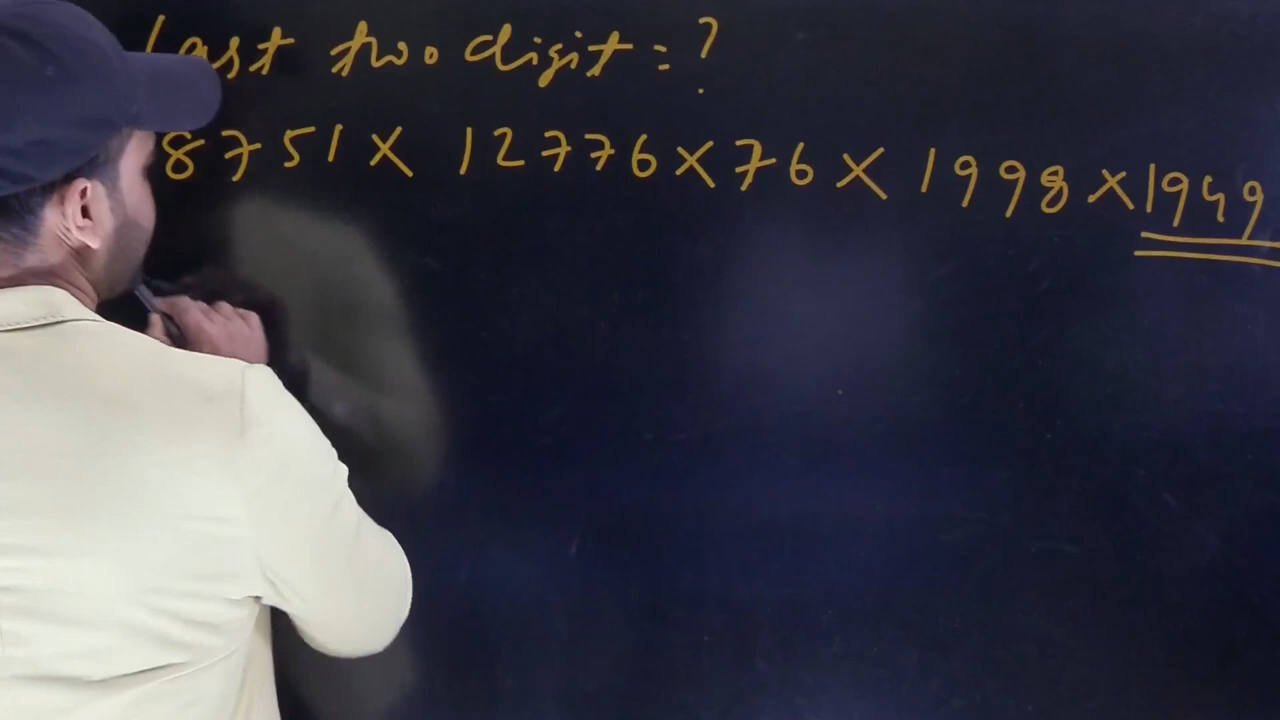 Last two digit = ?
8751 × 12776 × 76 × 1998 × 1949